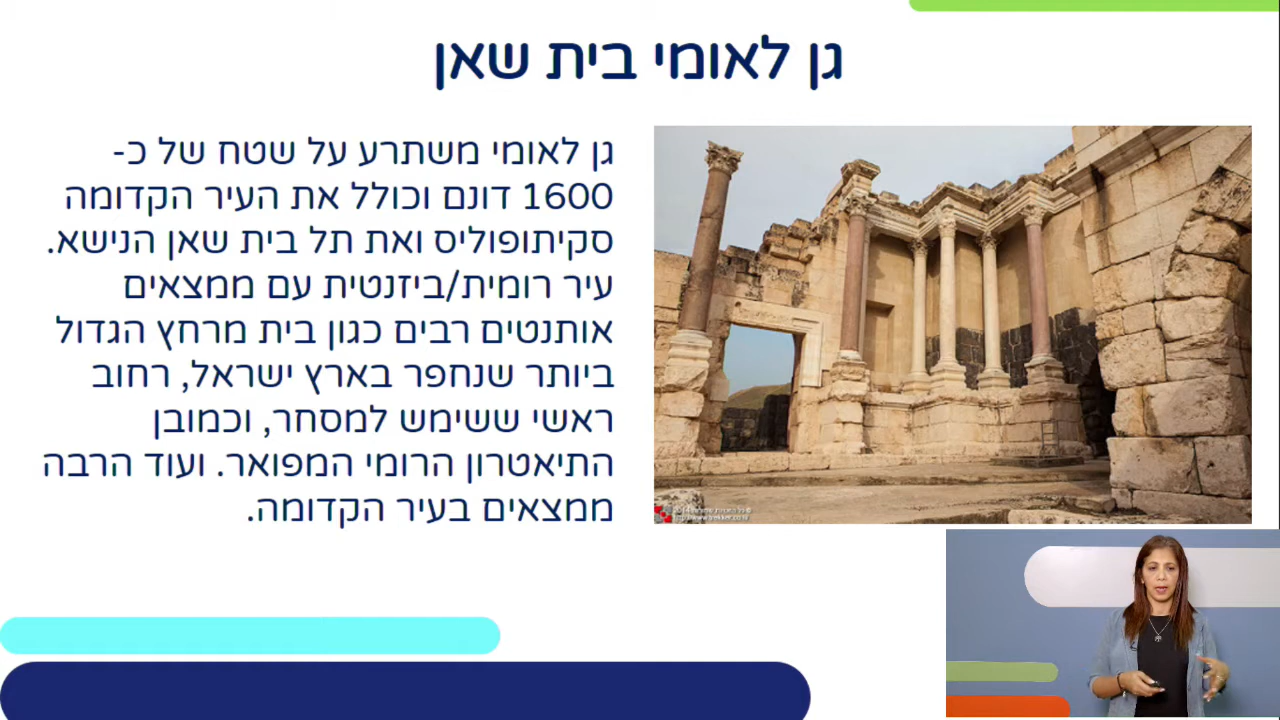 גן לאומי בית שאן
גן לאומי משתרע על שטח של כ-
1600 דונם וכולל את העיר הקדומה
סקיתופוליס ואת תל בית שאן הנישא.
עיר רומית/ביזנטית עם ממצאים
אותנטים רבים כגון בית מרחץ הגדול
ביותר שנחפר בארץ ישראל, רחוב
ראשי ששימש למסחר, וכמובן
התיאטרון הרומי המפואר. ועוד הרבה
ממצאים בעיר הקדומה.